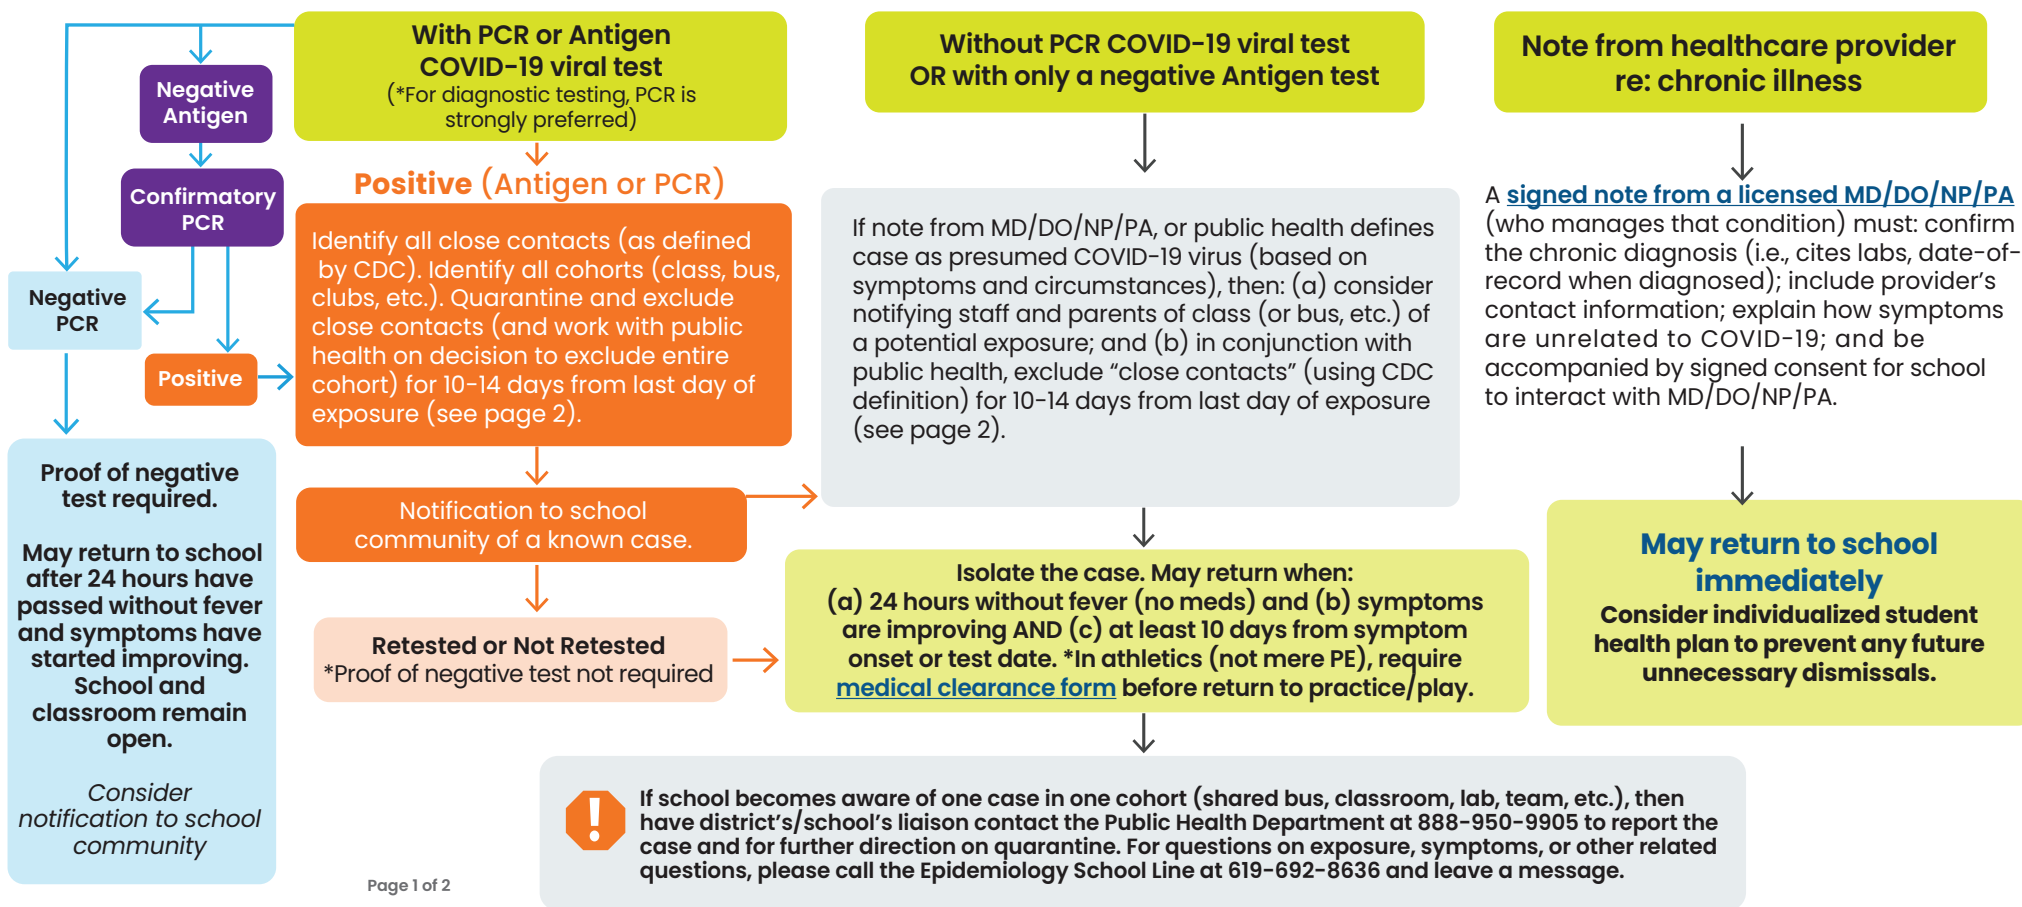 With PCR or Antigen
COVID-19 viral test
(*For diagnostic testing, PCR is
strongly preferred)
Negative
Antigen
Confirmatory
PCR
Negative
PCR
Positive
Proof of negative
test required.
May return to school
after 24 hours have
passed without fever
and symptoms have
started improving.
School and
classroom remain
open.
Consider
notification to school
community
Positive (Antigen or PCR)
Identify all close contacts (as defined
by CDC). Identify all cohorts (class, bus,
clubs, etc.). Quarantine and exclude
close contacts (and work with public
health on decision to exclude entire
cohort) for 10-14 days from last day of
exposure (see page 2).
Notification to school
community of a known case.
Retested or Not Retested
*Proof of negative test not required
Without PCR COVID-19 viral test
OR with only a negative Antigen test
If note from MD/DO/NP/PA, or public health defines
case as presumed COVID-19 virus (based on
symptoms and circumstances), then: (a) consider
notifying staff and parents of class (or bus, etc.) of
a potential exposure; and (b) in conjunction with
public health, exclude “close contacts” (using CDC
definition) for 10-14 days from last day of exposure
(see page 2).
Isolate the case. May return when:
(a) 24 hours without fever (no meds) and (b) symptoms
are improving AND (c) at least 10 days from symptom
onset or test date. *In athletics (not mere PE), require
medical clearance form before return to practice/play.
Note from healthcare provider
re: chronic illness
A signed note from a licensed MD/DO/NP/PA
(who manages that condition) must: confirm
the chronic diagnosis (i.e., cites labs, date-of-
record when diagnosed); include provider’s
contact information; explain how symptoms
are unrelated to COVID-19; and be
accompanied by signed consent for school
to interact with MD/DO/NP/PA.
May return to school
immediately
Consider individualized student
health plan to prevent any future
unnecessary dismissals.
!
If school becomes aware of one case in one cohort (shared bus, classroom, lab, team, etc.), then
have district’s/school’s liaison contact the Public Health Department at 888-950-9905 to report the
case and for further direction on quarantine. For questions on exposure, symptoms, or other related
questions, please call the Epidemiology School Line at 619-692-8636 and leave a message.
Page 1 of 2